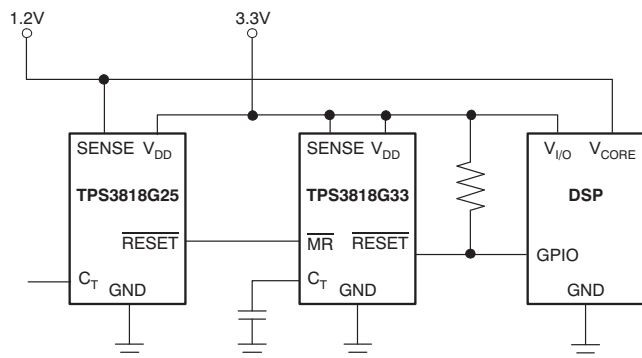 1.2V 3.3V
SENSE V_DD SENSE V_DD V_I/O V_CORE
TPS3818G25 TPS3818G33 DSP
RESET MR RESET
GPIO
C_T C_T
GND GND GND